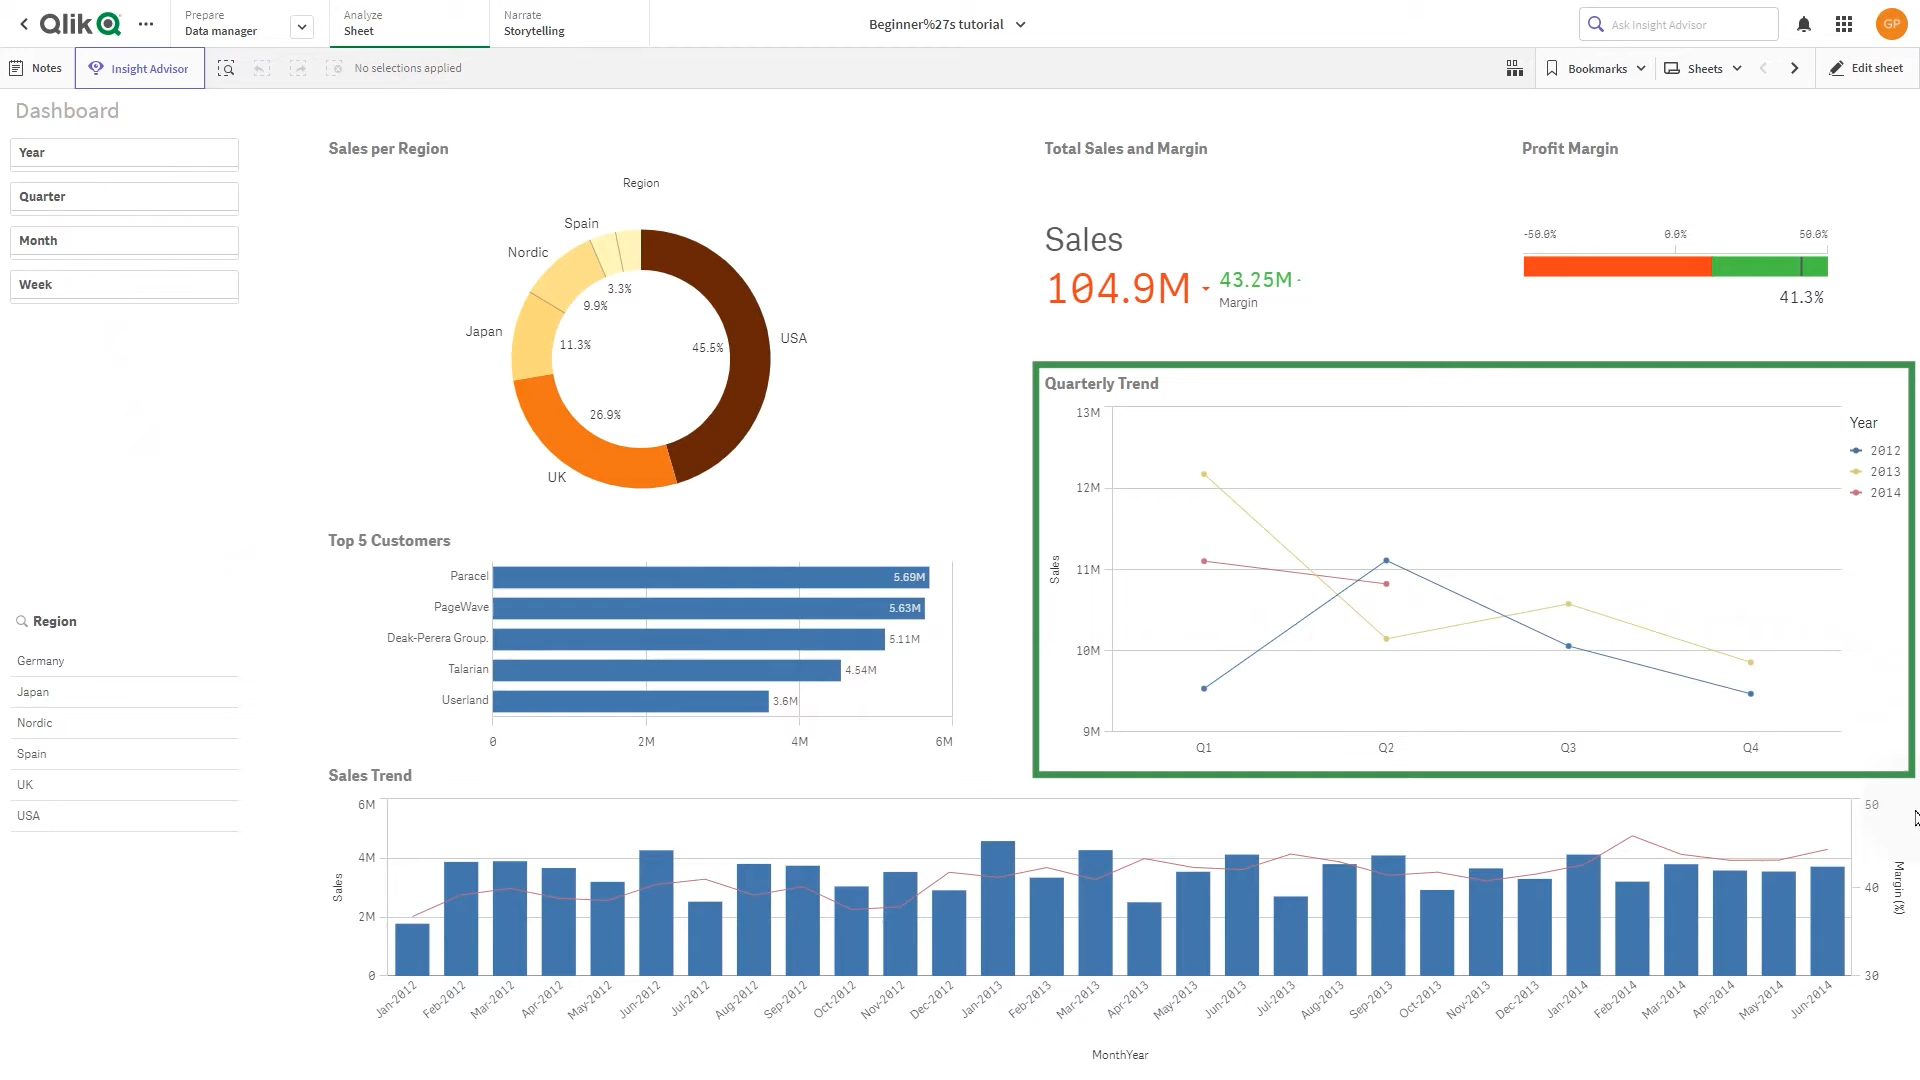 Qlik
Prepare
Data manager
Analyze
Sheet
Narrate
Storytelling
Beginner%27s tutorial
Ask Insight Advisor
GP
Notes
Insight Advisor
No selections applied
Bookmarks
Sheets
Edit sheet
Dashboard
Year
Quarter
Month
Week
Region
Germany
Japan
Nordic
Spain
UK
USA
Sales per Region
Region
Spain
Nordic
Japan
UK
USA
3.3%
9.9%
11.3%
26.9%
45.5%
Total Sales and Margin
Sales
104.9M
43.25M
Margin
Profit Margin
-50.0% 0.0% 50.0%
41.3%
Top 5 Customers
Paracel 5.69M
PageWave 5.63M
Deak-Perera Group. 5.11M
Talarian 4.54M
Userland 3.6M
0 2M 4M 6M
Quarterly Trend
13M
12M
11M
10M
9M
Sales
Q1 Q2 Q3 Q4
Year
2012
2013
2014
Sales Trend
6M
4M
2M
0
Sales
50
40
30
Margin (%)
Jan-2012 Feb-2012 Mar-2012 Apr-2012 May-2012 Jun-2012 Jul-2012 Aug-2012 Sep-2012 Oct-2012 Nov-2012 Dec-2012 Jan-2013 Feb-2013 Mar-2013 Apr-2013 May-2013 Jun-2013 Jul-2013 Aug-2013 Sep-2013 Oct-2013 Nov-2013 Dec-2013 Jan-2014 Feb-2014 Mar-2014 Apr-2014 May-2014 Jun-2014
MonthYear